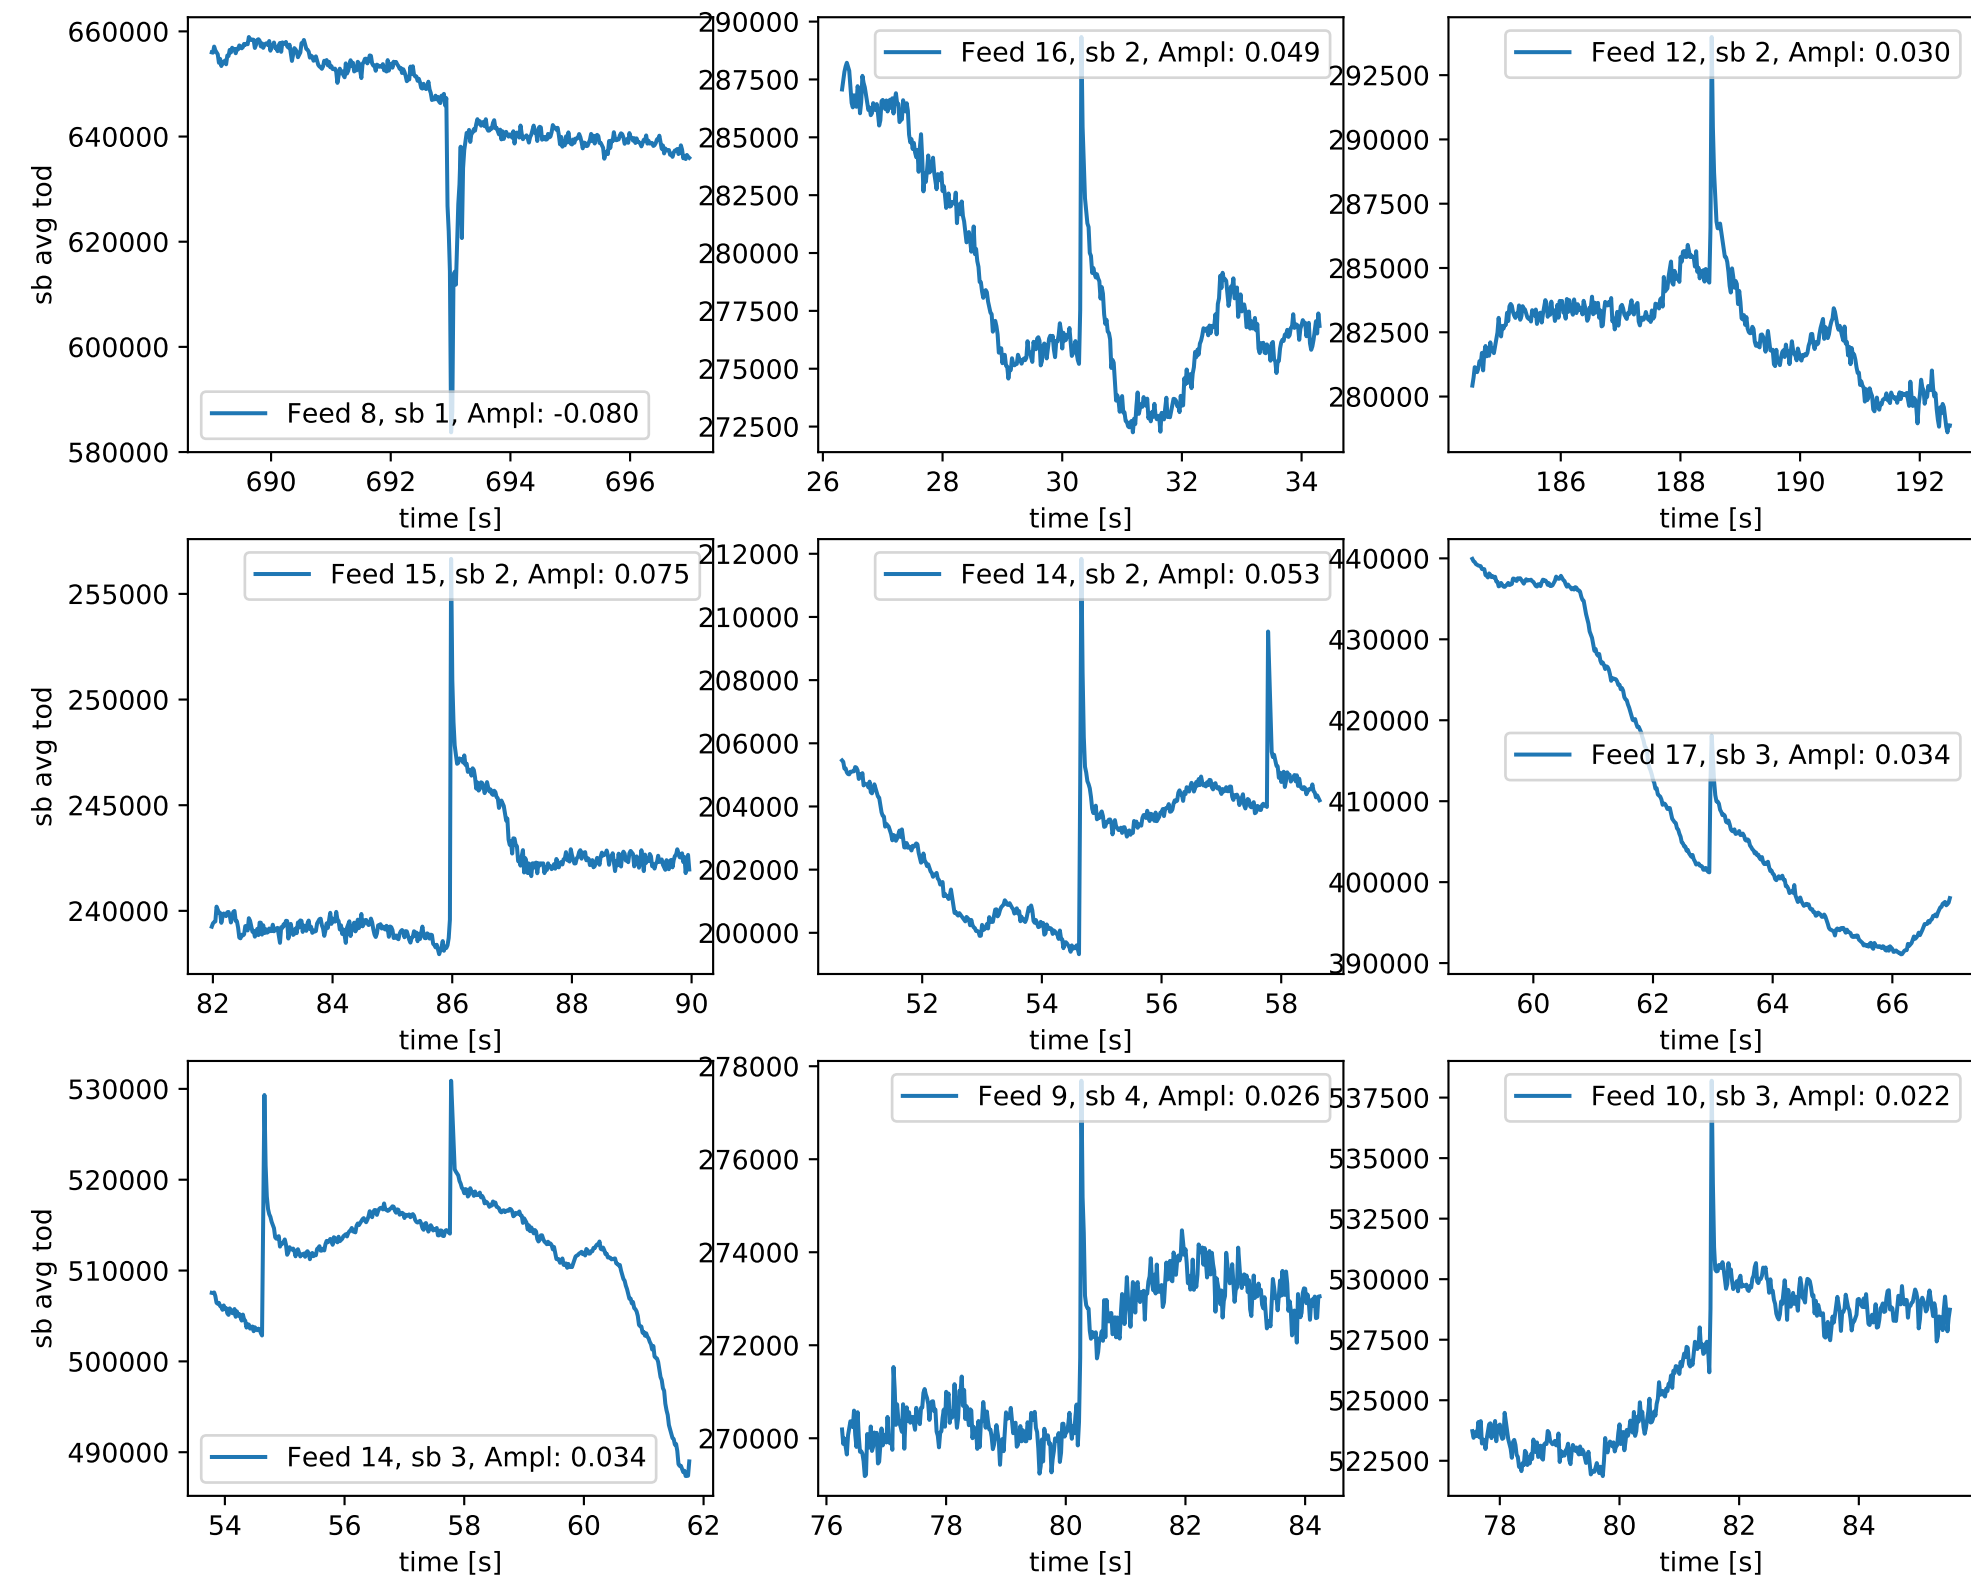 sb avg tod
660000
640000
620000
600000
580000
Feed 8, sb 1, Ampl: -0.080
690 692 694 696
time [s]
290000
287500
285000
282500
280000
277500
275000
272500
Feed 16, sb 2, Ampl: 0.049
26 28 30 32 34
time [s]
292500
290000
287500
285000
282500
280000
Feed 12, sb 2, Ampl: 0.030
186 188 190 192
time [s]
sb avg tod
255000
250000
245000
240000
Feed 15, sb 2, Ampl: 0.075
82 84 86 88 90
time [s]
212000
210000
208000
206000
204000
202000
200000
Feed 14, sb 2, Ampl: 0.053
52 54 56 58
time [s]
440000
430000
420000
410000
400000
390000
Feed 17, sb 3, Ampl: 0.034
60 62 64 66
time [s]
sb avg tod
530000
520000
510000
500000
490000
Feed 14, sb 3, Ampl: 0.034
54 56 58 60 62
time [s]
278000
276000
274000
272000
270000
Feed 9, sb 4, Ampl: 0.026
76 78 80 82 84
time [s]
537500
535000
532500
530000
527500
525000
522500
Feed 10, sb 3, Ampl: 0.022
78 80 82 84
time [s]